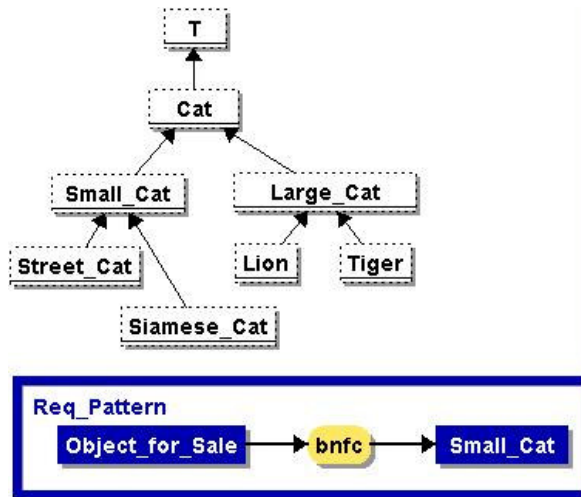 T
Cat
Small_Cat Large_Cat
Street_Cat Lion Tiger
Siamese_Cat
Req_Pattern
Object_for_Sale bnfc Small_Cat